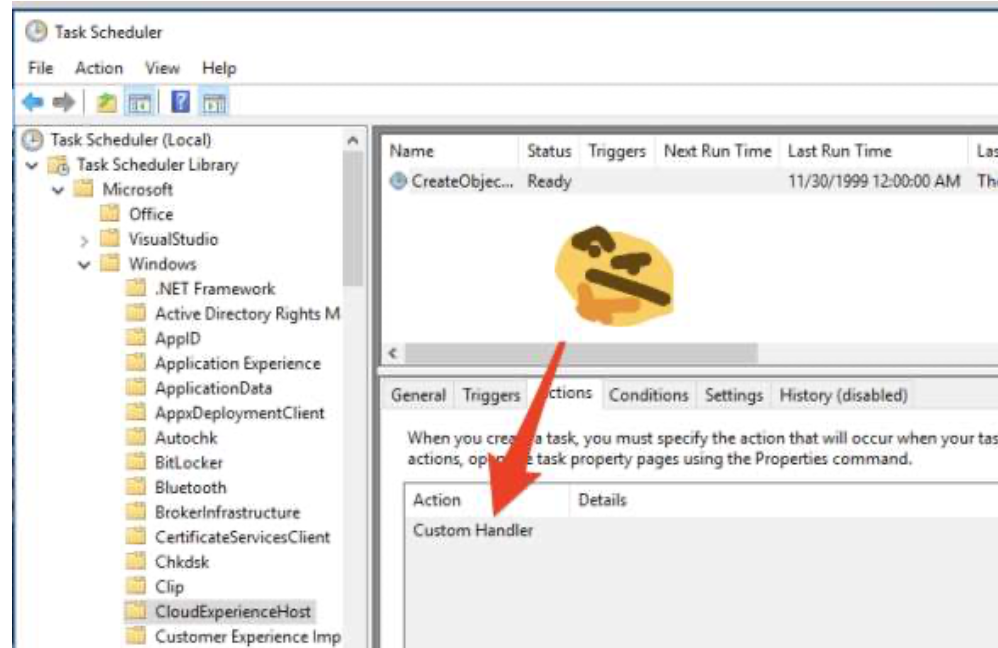 Task Scheduler
File Action View Help
Task Scheduler (Local)
Task Scheduler Library
Microsoft
Office
VisualStudio
Windows
.NET Framework
Active Directory Rights M
AppID
Application Experience
ApplicationData
AppxDeploymentClient
Autochk
BitLocker
Bluetooth
BrokerInfrastructure
CertificateServicesClient
Chkdsk
Clip
CloudExperienceHost
Customer Experience Imp
Name Status Triggers Next Run Time Last Run Time Las
CreateObjec... Ready 11/30/1999 12:00:00 AM The
General Triggers ctions Conditions Settings History (disabled)
When you crea a task, you must specify the action that will occur when your tas
actions, op task property pages using the Properties command.
Action Details
Custom Handler